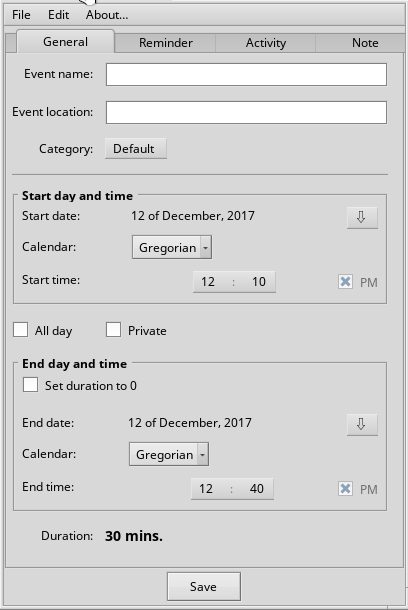 File Edit About...
General Reminder Activity Note
Event name:
Event location:
Category: Default
Start day and time
Start date: 12 of December, 2017
Calendar: Gregorian
Start time: 12 : 10 PM
All day Private
End day and time
Set duration to 0
End date: 12 of December, 2017
Calendar: Gregorian
End time: 12 : 40 PM
Duration: 30 mins.
Save